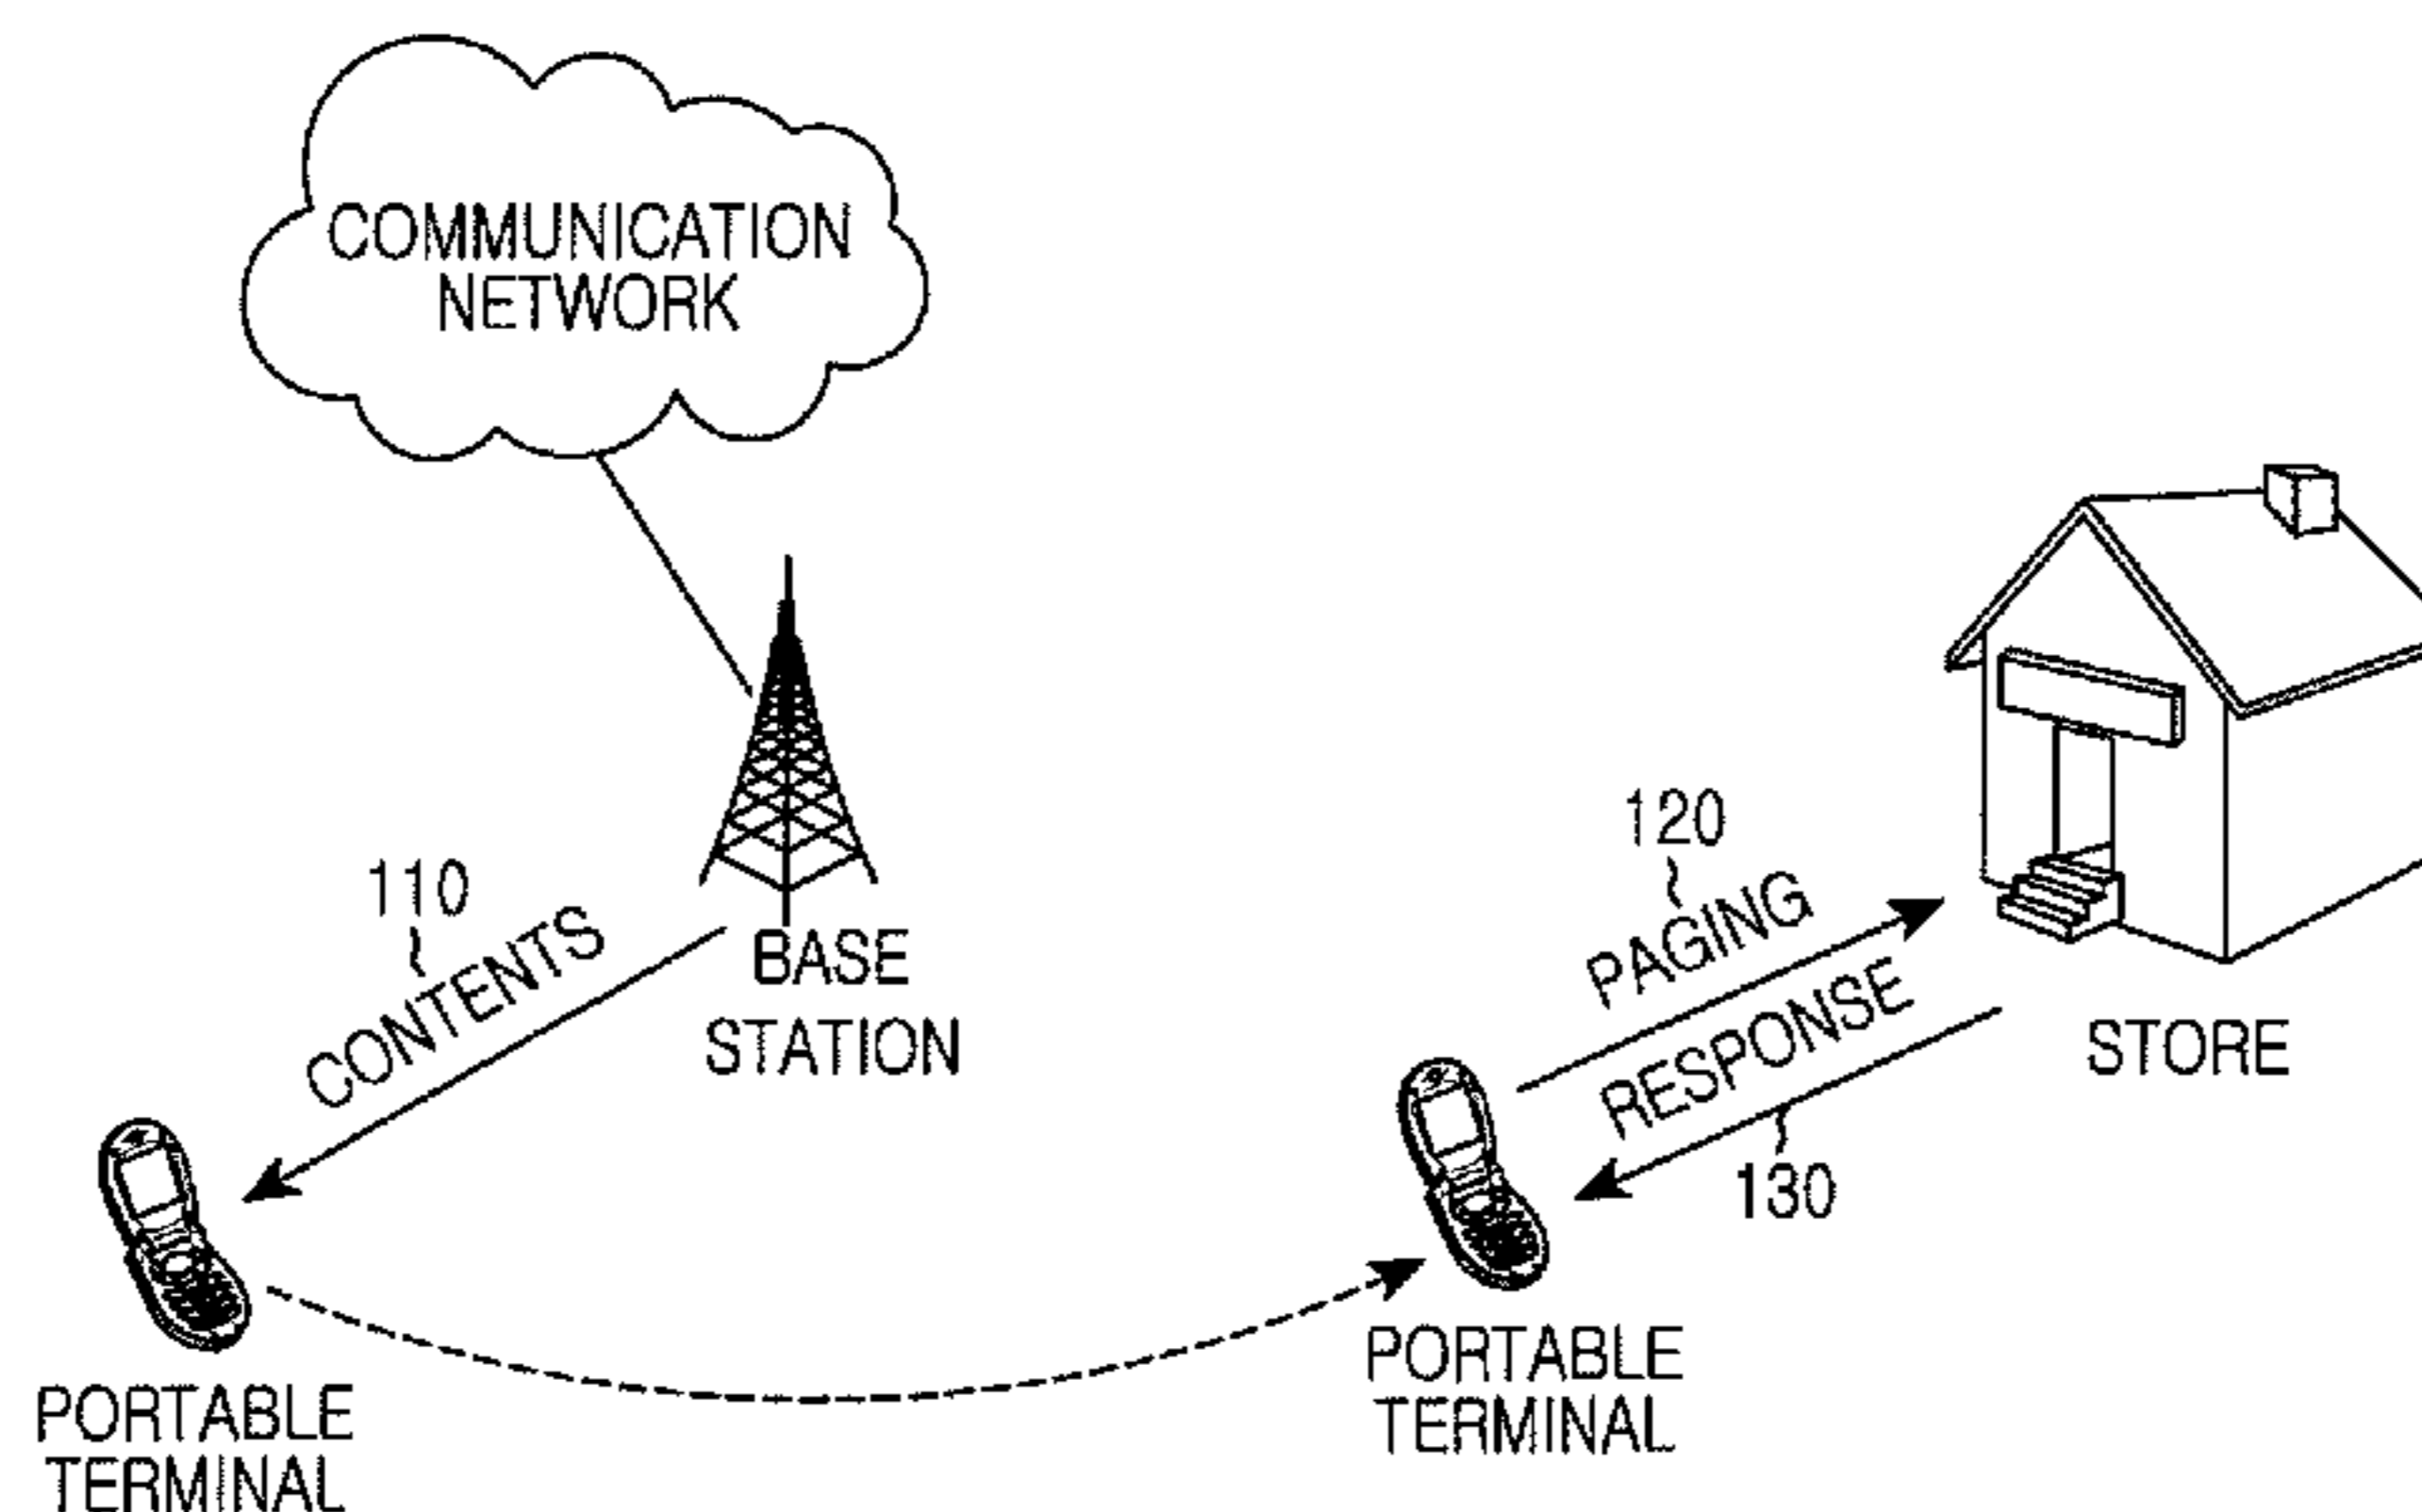 COMMUNICATION
NETWORK
110
CONTENTS
BASE
STATION
120
PAGING
RESPONSE
130
STORE
PORTABLE
TERMINAL
PORTABLE
TERMINAL